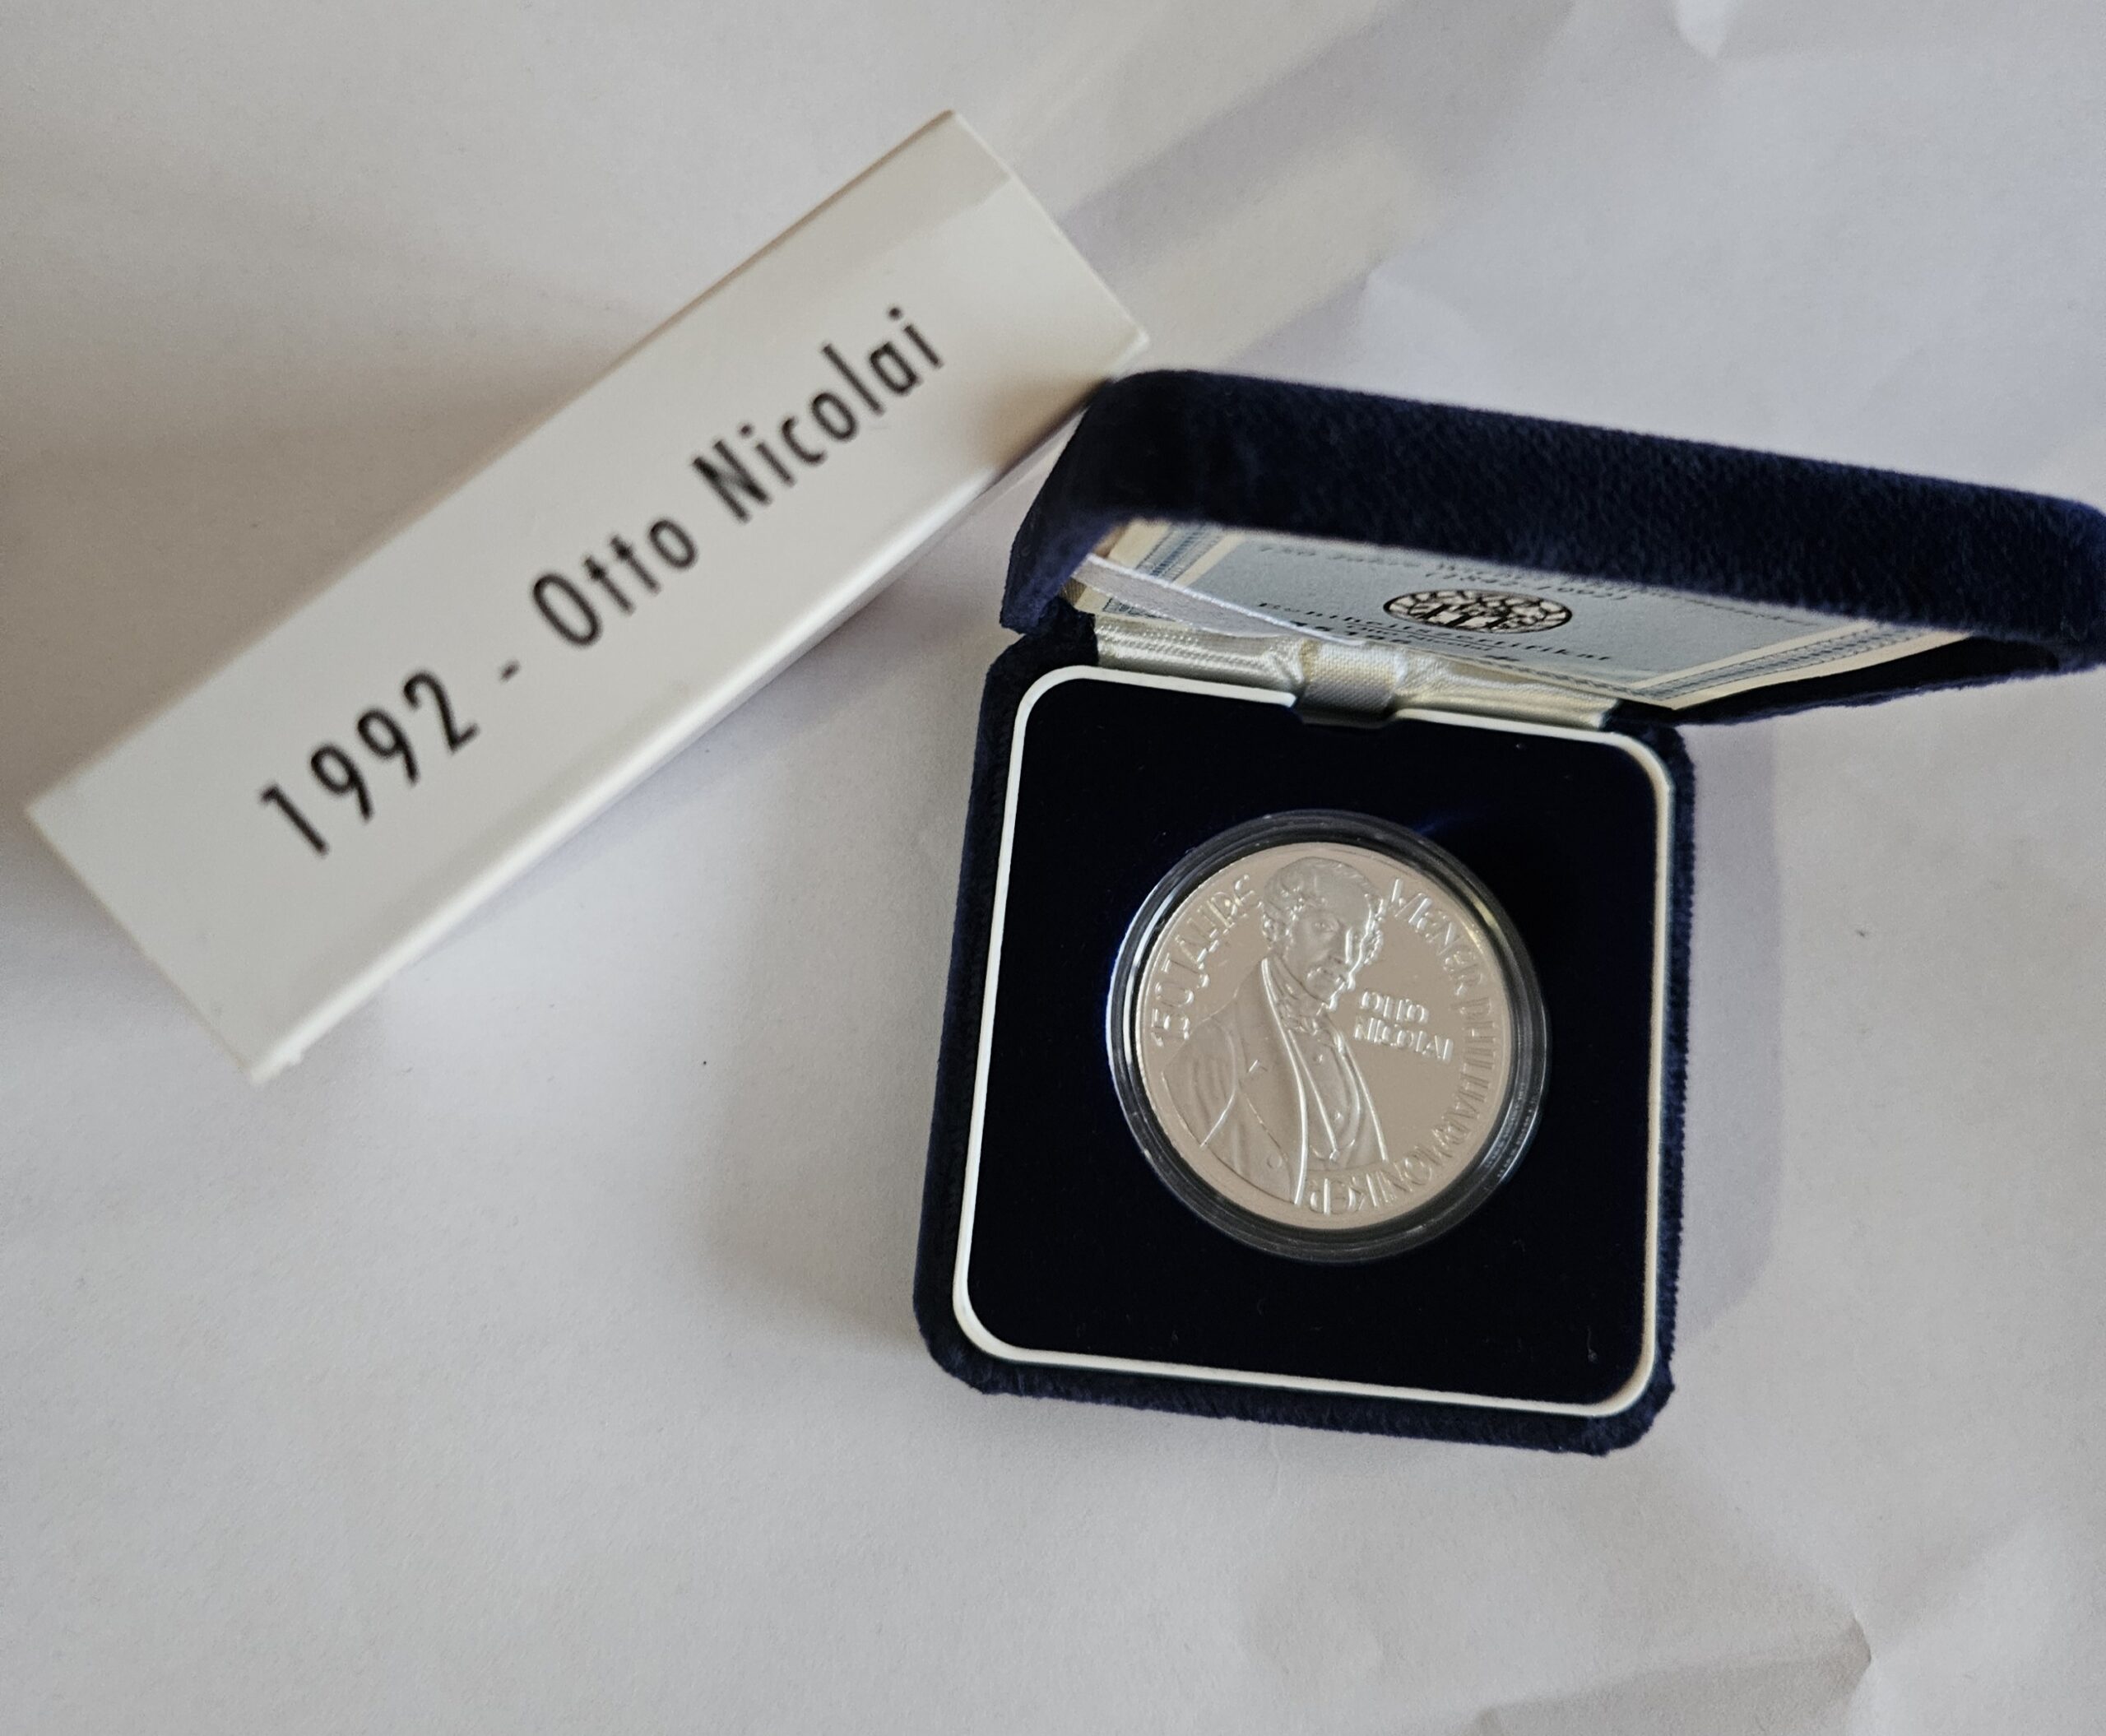 1992 - Otto Nicolai
150 JAHRE WIENER PHILHARMONIKER
OTTO
NICOLAI